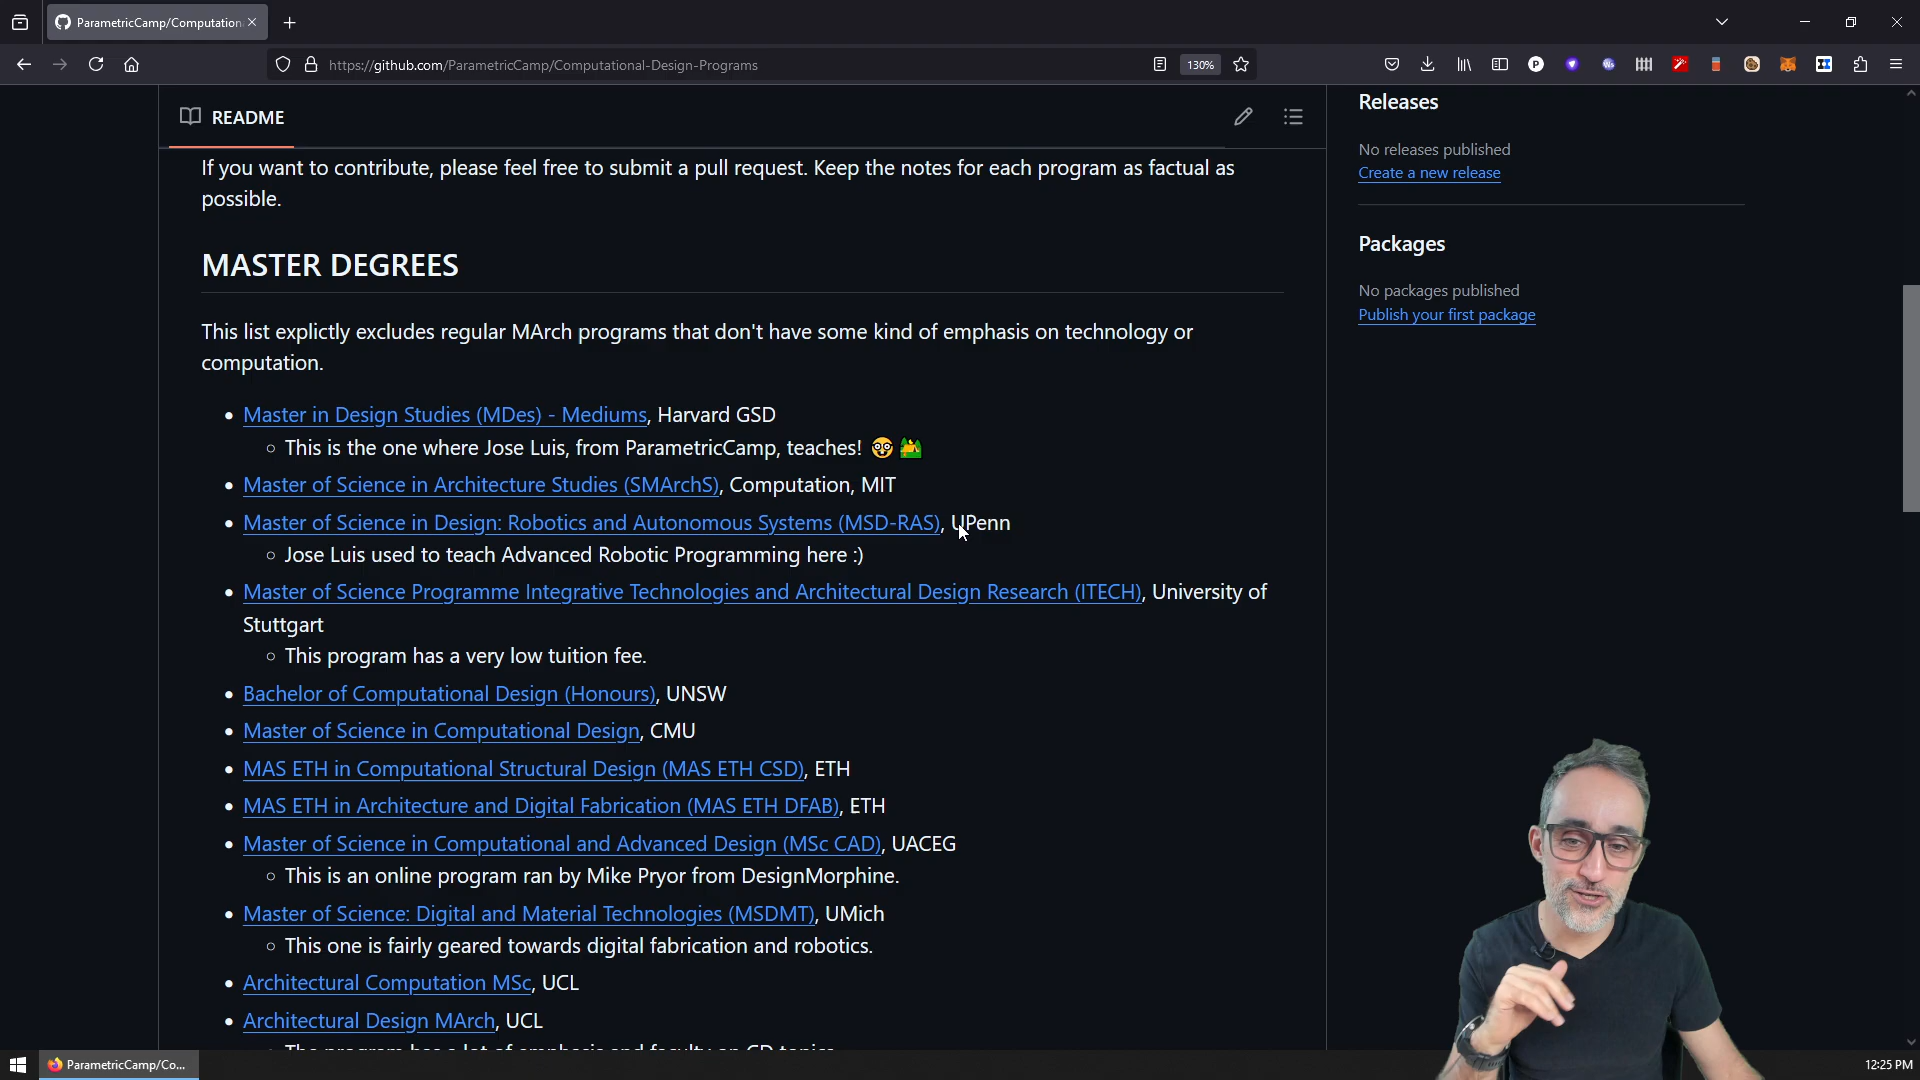 ParametricCamp/Computation
https://github.com/ParametricCamp/Computational-Design-Programs
130%
README
If you want to contribute, please feel free to submit a pull request. Keep the notes for each program as factual as
possible.
MASTER DEGREES
This list explictly excludes regular MArch programs that don't have some kind of emphasis on technology or
computation.
Master in Design Studies (MDes) - Mediums, Harvard GSD
This is the one where Jose Luis, from ParametricCamp, teaches! 🤓 🏕️
Master of Science in Architecture Studies (SMArchS), Computation, MIT
Master of Science in Design: Robotics and Autonomous Systems (MSD-RAS), UPenn
Jose Luis used to teach Advanced Robotic Programming here :)
Master of Science Programme Integrative Technologies and Architectural Design Research (ITECH), University of
Stuttgart
This program has a very low tuition fee.
Bachelor of Computational Design (Honours), UNSW
Master of Science in Computational Design, CMU
MAS ETH in Computational Structural Design (MAS ETH CSD), ETH
MAS ETH in Architecture and Digital Fabrication (MAS ETH DFAB), ETH
Master of Science in Computational and Advanced Design (MSc CAD), UACEG
This is an online program ran by Mike Pryor from DesignMorphine.
Master of Science: Digital and Material Technologies (MSDMT), UMich
This one is fairly geared towards digital fabrication and robotics.
Architectural Computation MSc, UCL
Architectural Design MArch, UCL
Releases
No releases published
Create a new release
Packages
No packages published
Publish your first package
ParametricCamp/Co...
12:25 PM